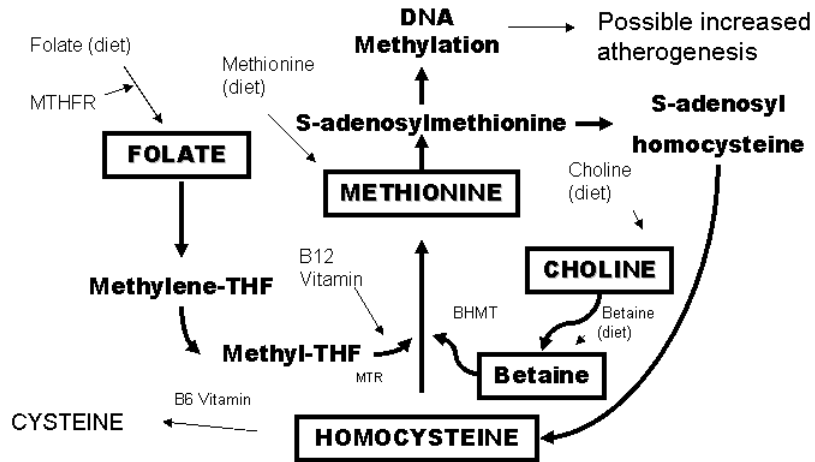 DNA
Methylation
Possible increased
atherogenesis
Folate (diet)
MTHFR
Methionine
(diet)
S-adenosylmethionine
S-adenosyl
homocysteine
FOLATE
METHIONINE
Choline
(diet)
B12
Vitamin
CHOLINE
Methylene-THF
BHMT
Betaine
(diet)
Methyl-THF
MTR
Betaine
B6 Vitamin
CYSTEINE
HOMOCYSTEINE